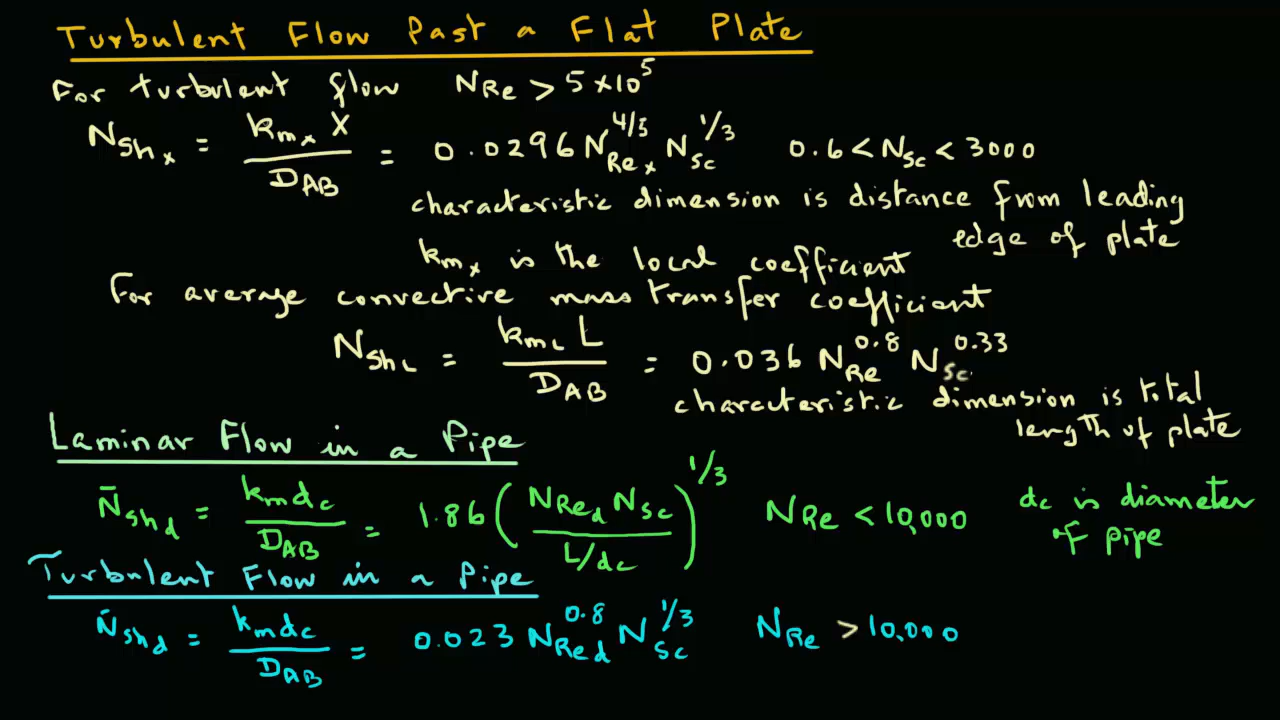 Turbulent Flow Past a Flat Plate
For turbulent flow N_Re > 5×10^5
N_Sh_x = k_m_x X / D_AB = 0.0296 N_Re_x^4/5 N_Sc^1/3 0.6 < N_Sc < 3000
characteristic dimension is distance from leading
edge of plate
k_m_x is the local coefficient
For average convective mass transfer coefficient
N_Sh_L = k_m_L L / D_AB = 0.036 N_Re^0.8 N_Sc^0.33
characteristic dimension is total
length of plate
Laminar Flow in a Pipe
N̄_Sh_d = k_m d_c / D_AB = 1.86 (N_Re_d N_Sc / L/d_c)^1/3 N_Re < 10,000 d_c is diameter
of pipe
Turbulent Flow in a Pipe
N̄_Sh_d = k_m d_c / D_AB = 0.023 N_Re_d^0.8 N_Sc^1/3 N_Re > 10,000